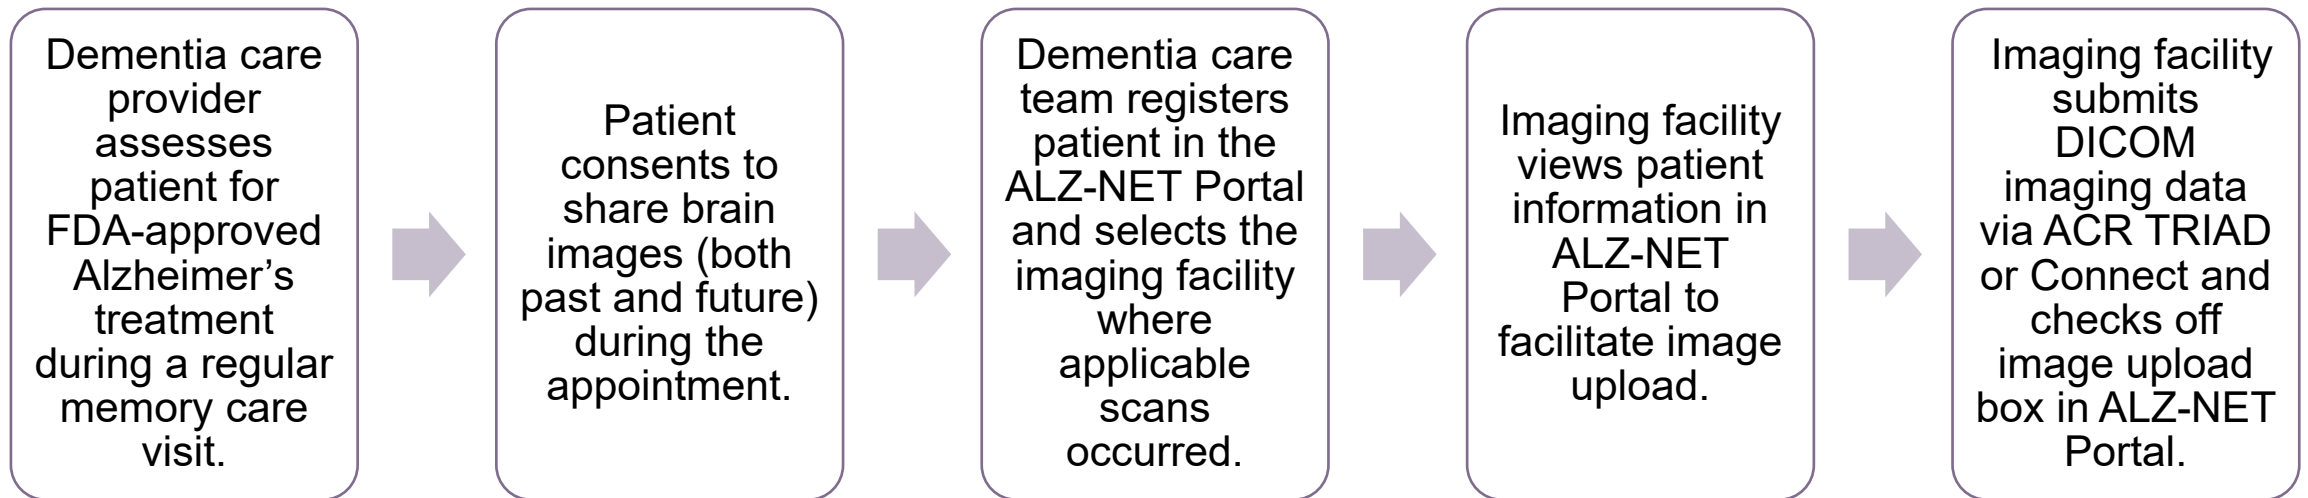 Dementia care
provider
assesses
patient for
FDA-approved
Alzheimer’s
treatment
during a regular
memory care
visit.
Patient
consents to
share brain
images (both
past and future)
during the
appointment.
Dementia care
team registers
patient in the
ALZ-NET Portal
and selects the
imaging facility
where
applicable
scans
occurred.
Imaging facility
views patient
information in
ALZ-NET
Portal to
facilitate image
upload.
Imaging facility
submits
DICOM
imaging data
via ACR TRIAD
or Connect and
checks off
image upload
box in ALZ-NET
Portal.